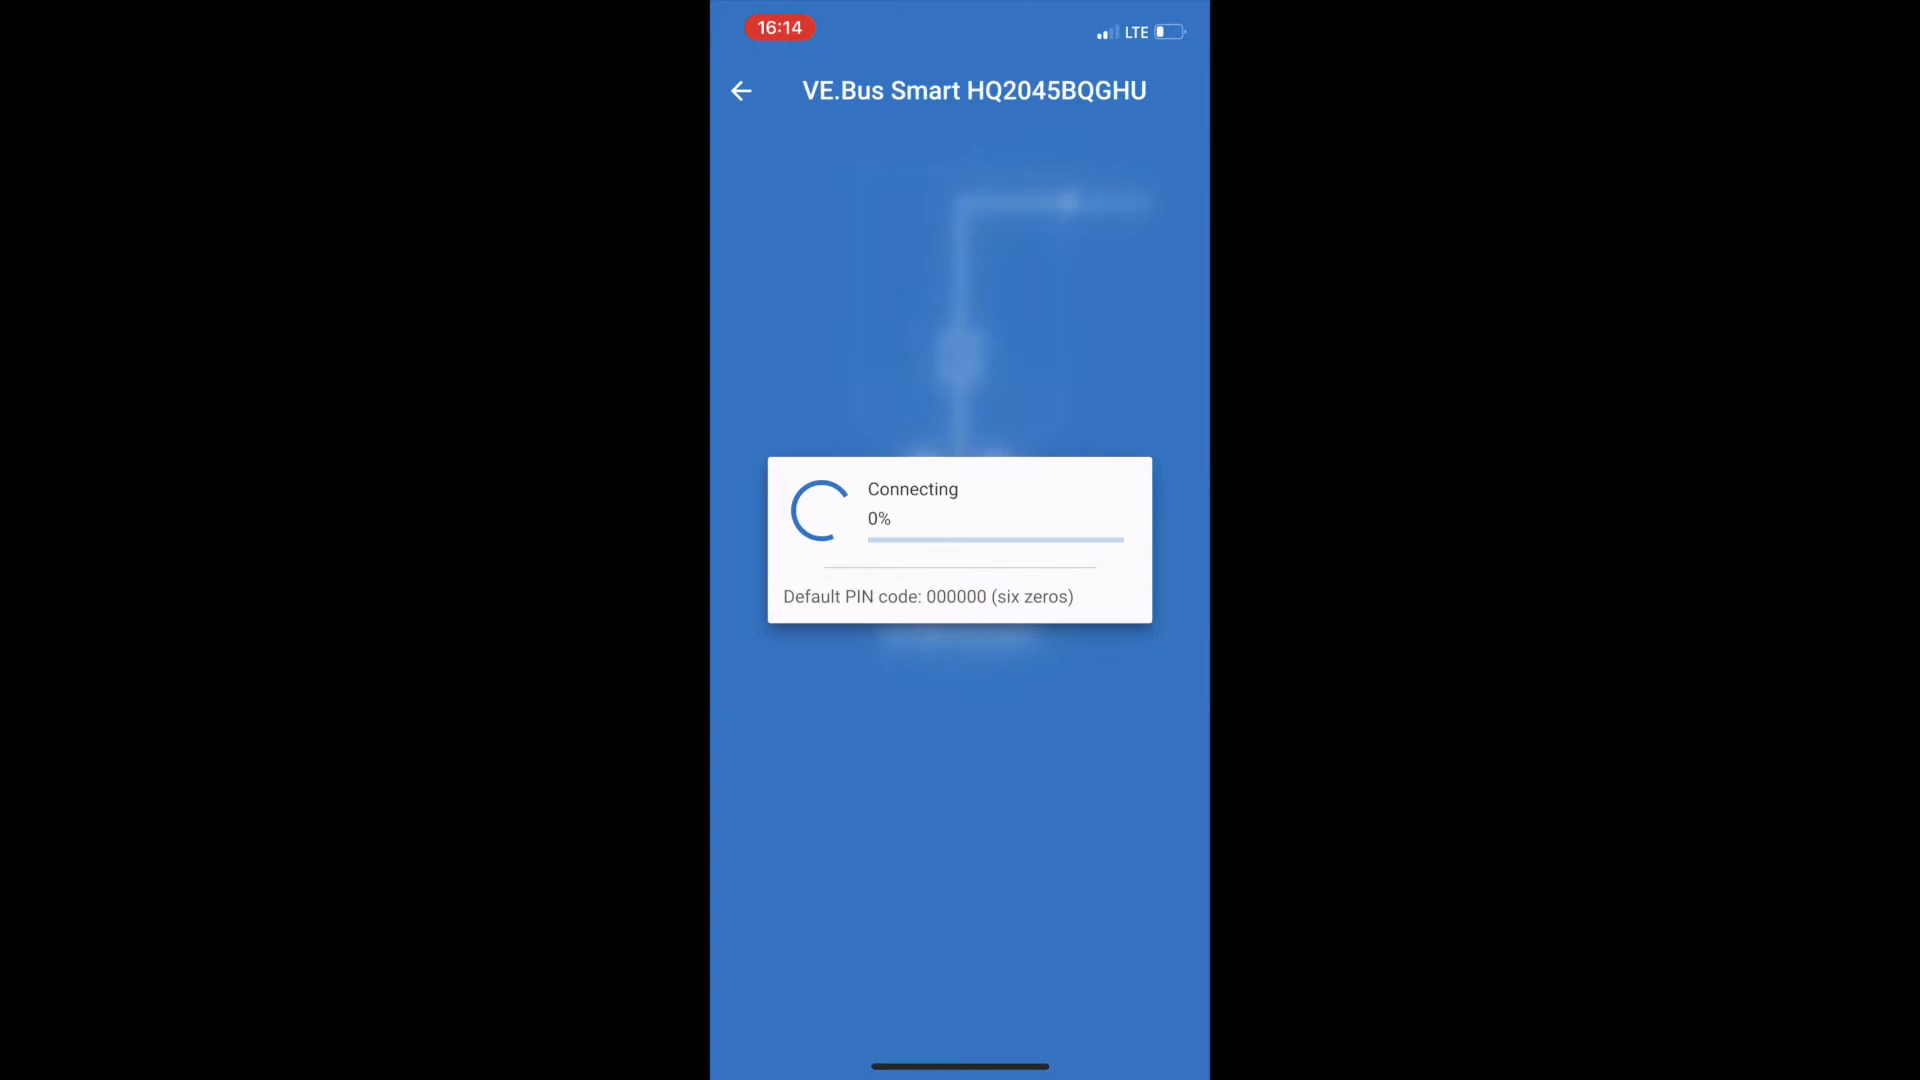 16:14
LTE
VE.Bus Smart HQ2045BQGHU
Connecting
0%
Default PIN code: 000000 (six zeros)